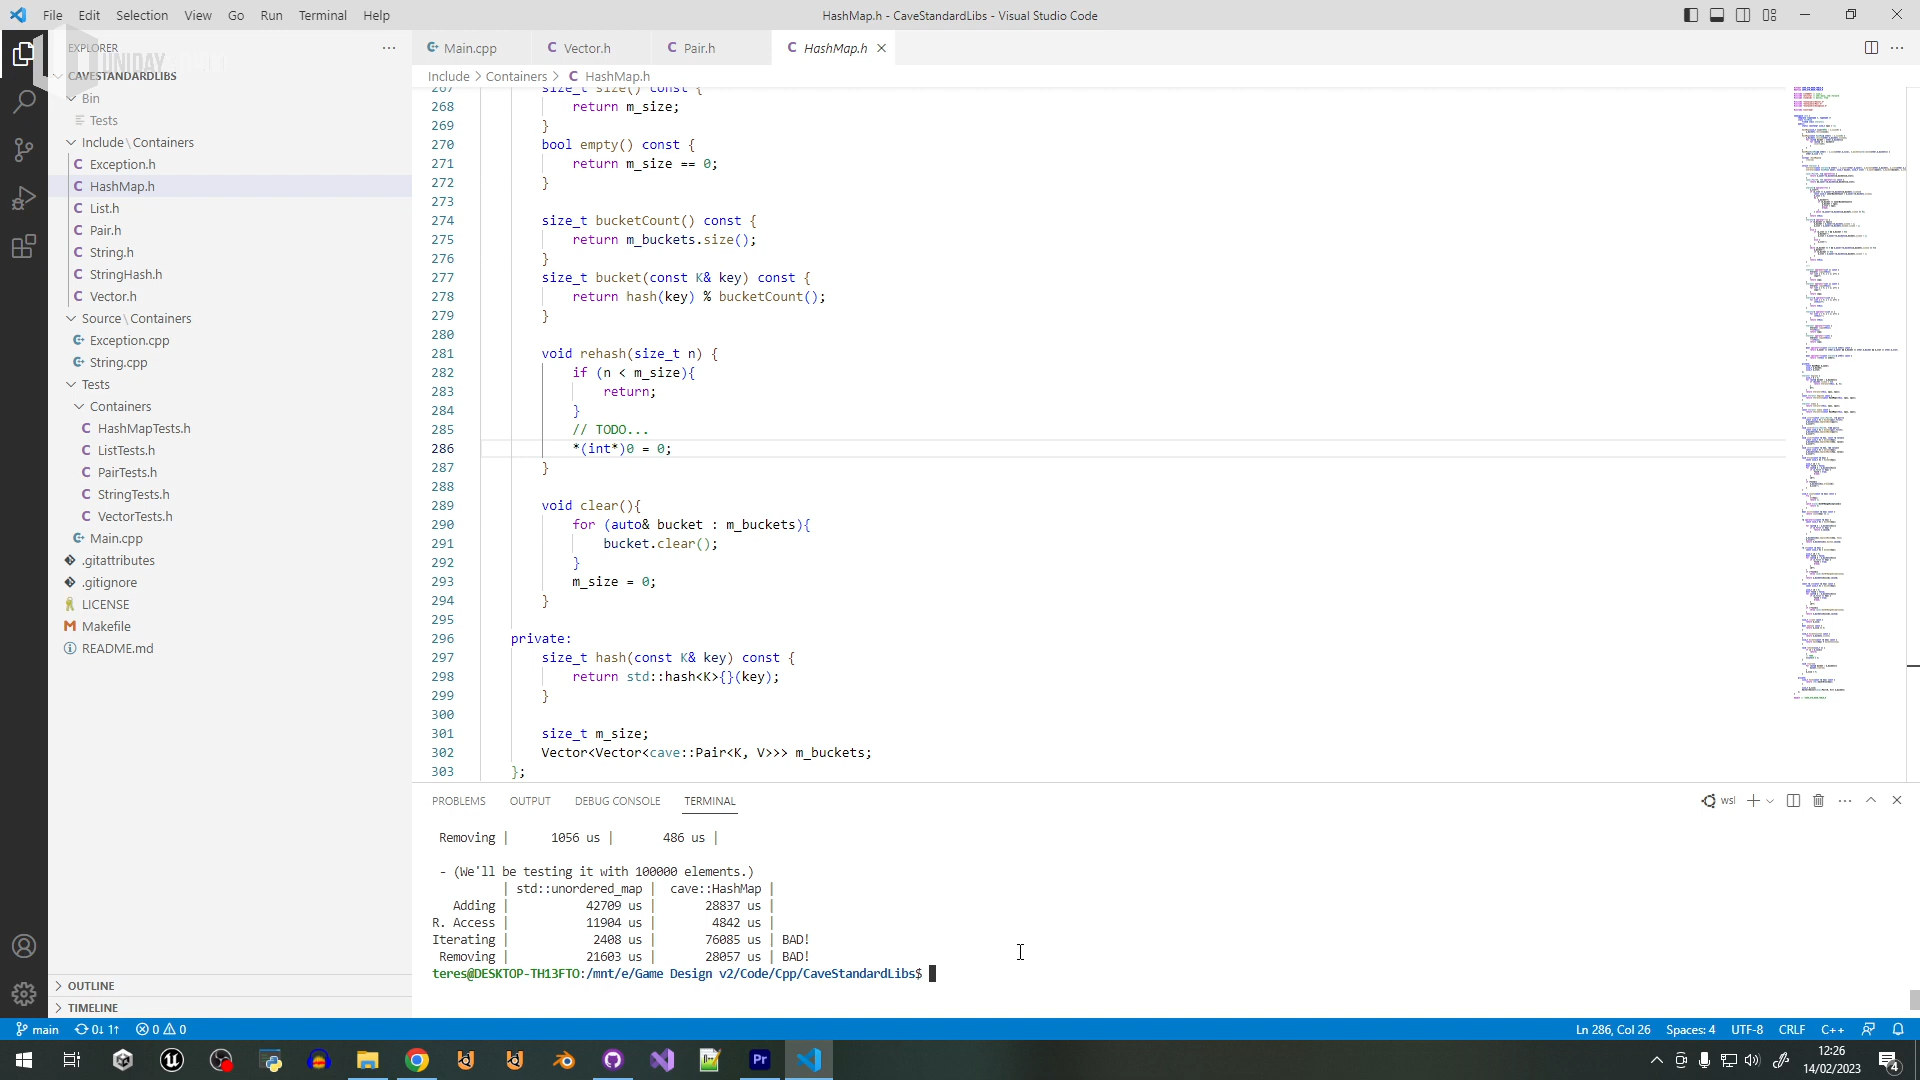 File Edit Selection View Go Run Terminal Help
HashMap.h - CaveStandardLibs - Visual Studio Code
UNIDAY
EXPLORER
CAVESTANDARDLIBS
Bin
Tests
Include\Containers
Exception.h
HashMap.h
List.h
Pair.h
String.h
StringHash.h
Vector.h
Source\Containers
Exception.cpp
String.cpp
Tests
Containers
HashMapTests.h
ListTests.h
PairTests.h
StringTests.h
VectorTests.h
Main.cpp
.gitattributes
.gitignore
LICENSE
Makefile
README.md
OUTLINE
TIMELINE
Main.cpp Vector.h Pair.h HashMap.h
Include > Containers > HashMap.h
267 size_t size() const {
268 return m_size;
269 }
270 bool empty() const {
271 return m_size == 0;
272 }
273
274 size_t bucketCount() const {
275 return m_buckets.size();
276 }
277 size_t bucket(const K& key) const {
278 return hash(key) % bucketCount();
279 }
280
281 void rehash(size_t n) {
282 if (n < m_size){
283 return;
284 }
285 // TODO...
286 *(int*)0 = 0;
287 }
288
289 void clear(){
290 for (auto& bucket : m_buckets){
291 bucket.clear();
292 }
293 m_size = 0;
294 }
295
296 private:
297 size_t hash(const K& key) const {
298 return std::hash<K>{}(key);
299 }
300
301 size_t m_size;
302 Vector<Vector<cave::Pair<K, V>>> m_buckets;
303 };
PROBLEMS OUTPUT DEBUG CONSOLE TERMINAL
wsl
Removing | 1056 us | 486 us |
- (We'll be testing it with 100000 elements.)
| std::unordered_map | cave::HashMap |
Adding | 42709 us | 28837 us |
R. Access | 11904 us | 4842 us |
Iterating | 2408 us | 76085 us | BAD!
Removing | 21603 us | 28057 us | BAD!
teres@DESKTOP-TH13FTO:/mnt/e/Game Design v2/Code/Cpp/CaveStandardLibs$
main 0↓ 1↑ 0 0
Ln 286, Col 26 Spaces: 4 UTF-8 CRLF C++
Pr
12:26
14/02/2023
4